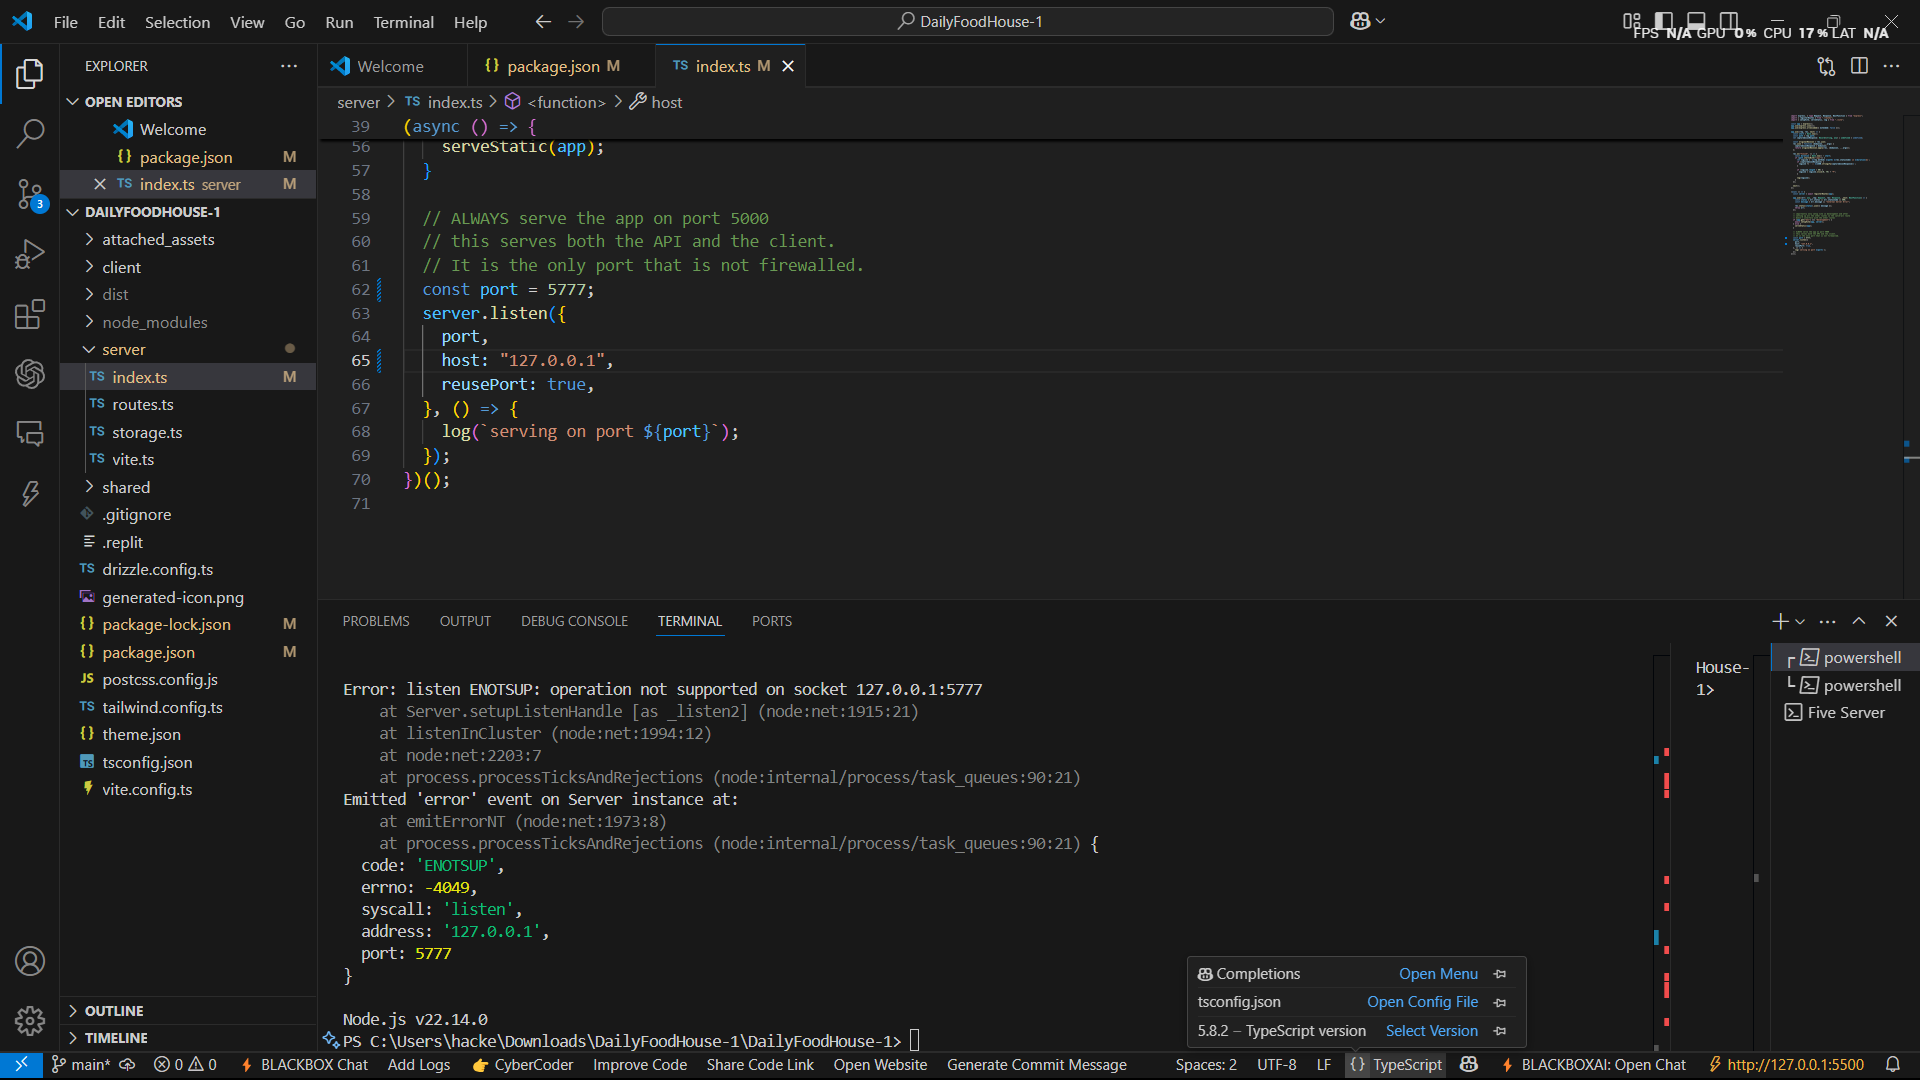 File Edit Selection View Go Run Terminal Help
DailyFoodHouse-1
FPS N/A GPU 0% CPU 17% LAT N/A
EXPLORER
OPEN EDITORS
Welcome
{} package.json M
TS index.ts server M
DAILYFOODHOUSE-1
attached_assets
client
dist
node_modules
server
TS index.ts M
TS routes.ts
TS storage.ts
TS vite.ts
shared
.gitignore
.replit
TS drizzle.config.ts
generated-icon.png
{} package-lock.json M
{} package.json M
JS postcss.config.js
TS tailwind.config.ts
{} theme.json
TS tsconfig.json
vite.config.ts
OUTLINE
TIMELINE
3
Welcome
{} package.json M
TS index.ts M
server > TS index.ts > <function> > host
39 (async () => {
56 serveStatic(app);
57 }
58
59 // ALWAYS serve the app on port 5000
60 // this serves both the API and the client.
61 // It is the only port that is not firewalled.
62 const port = 5777;
63 server.listen({
64 port,
65 host: "127.0.0.1",
66 reusePort: true,
67 }, () => {
68 log(`serving on port ${port}`);
69 });
70 })();
71
PROBLEMS OUTPUT DEBUG CONSOLE TERMINAL PORTS
Error: listen ENOTSUP: operation not supported on socket 127.0.0.1:5777
at Server.setupListenHandle [as _listen2] (node:net:1915:21)
at listenInCluster (node:net:1994:12)
at node:net:2203:7
at process.processTicksAndRejections (node:internal/process/task_queues:90:21)
Emitted 'error' event on Server instance at:
at emitErrorNT (node:net:1973:8)
at process.processTicksAndRejections (node:internal/process/task_queues:90:21) {
code: 'ENOTSUP',
errno: -4049,
syscall: 'listen',
address: '127.0.0.1',
port: 5777
}
Node.js v22.14.0
PS C:\Users\hacke\Downloads\DailyFoodHouse-1\DailyFoodHouse-1>
House-
1>
powershell
powershell
Five Server
Completions Open Menu
tsconfig.json Open Config File
5.8.2 – TypeScript version Select Version
main* 0 0 BLACKBOX Chat Add Logs CyberCoder Improve Code Share Code Link Open Website Generate Commit Message Spaces: 2 UTF-8 LF {} TypeScript BLACKBOXAI: Open Chat http://127.0.0.1:5500